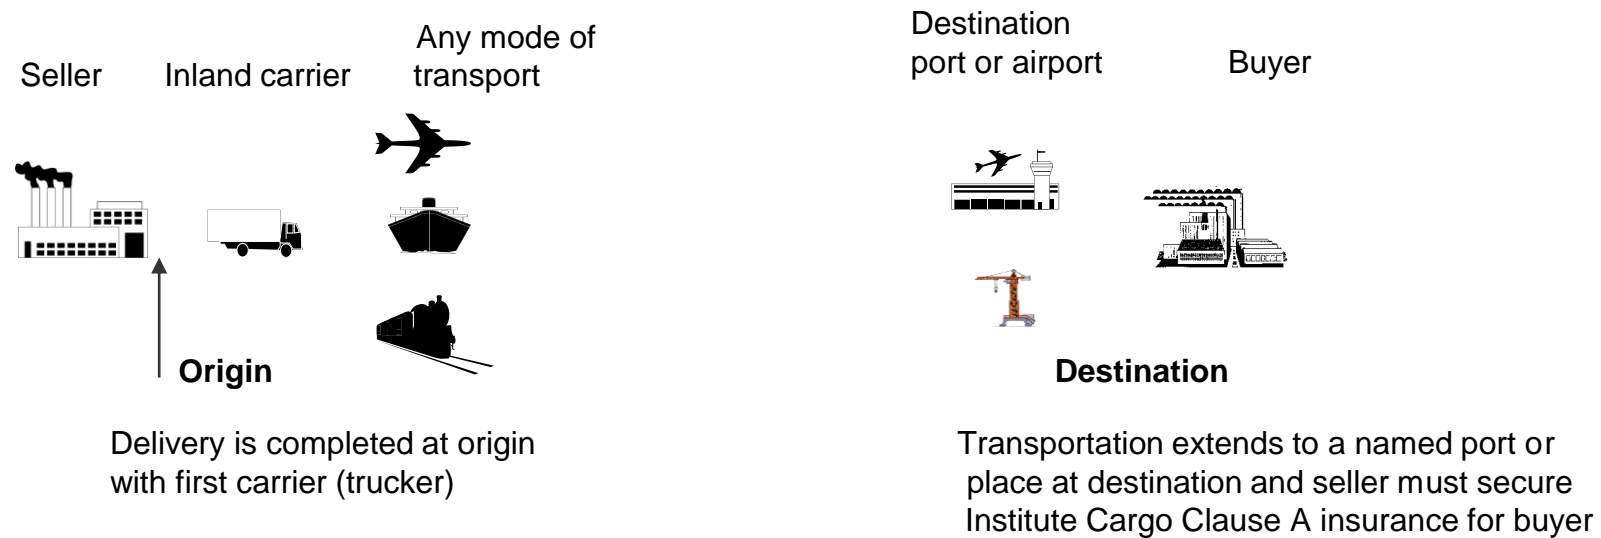 Seller
Inland carrier
Any mode of
transport
Destination
port or airport
Buyer
Origin
Destination
Delivery is completed at origin
with first carrier (trucker)
Transportation extends to a named port or
place at destination and seller must secure
Institute Cargo Clause A insurance for buyer